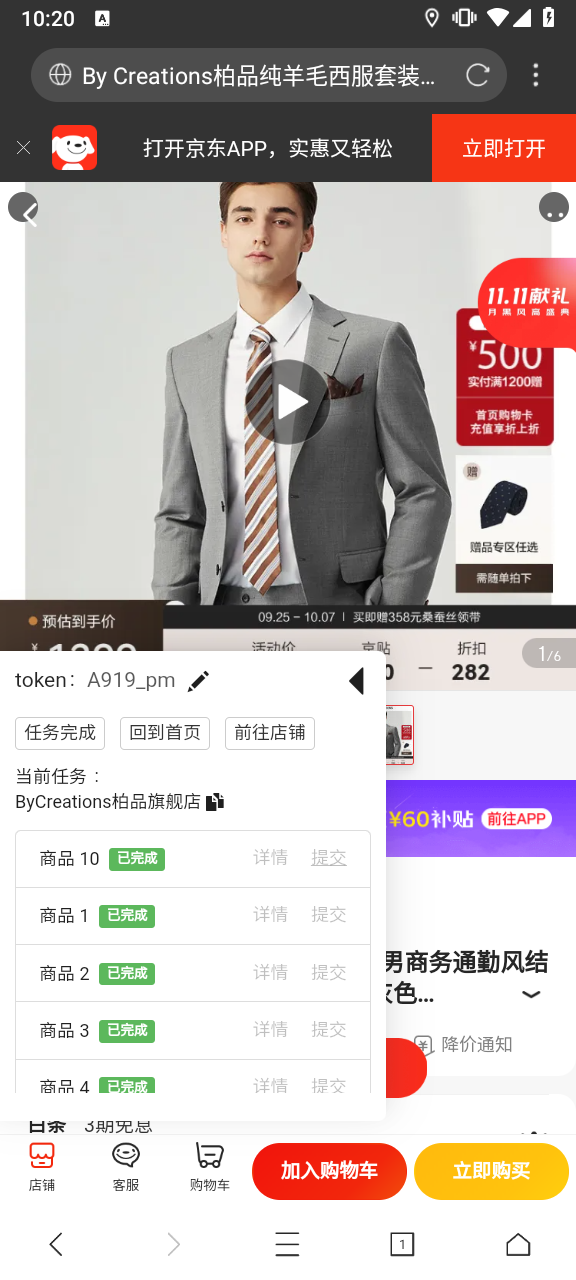 10:20
A
By Creations柏品纯羊毛西服套装…
打开京东APP，实惠又轻松
立即打开
11.11献礼
月黑风高盛典
¥500
实付满1200赠
首页购物卡
充值享折上折
赠
赠品专区任选
需随单拍下
预估到手价
09.25 - 10.07 | 买即赠358元桑蚕丝领带
活动价
京贴
折扣
282
1/6
token： A919_pm
任务完成
回到首页
前往店铺
当前任务：
ByCreations柏品旗舰店
¥60补贴
前往APP
商品 10 已完成 详情 提交
商品 1 已完成 详情 提交
商品 2 已完成 详情 提交
男商务通勤风结
灰色...
商品 3 已完成 详情 提交
降价通知
商品 4 已完成 详情 提交
白条 3期免息
店铺
客服
购物车
加入购物车
立即购买
1